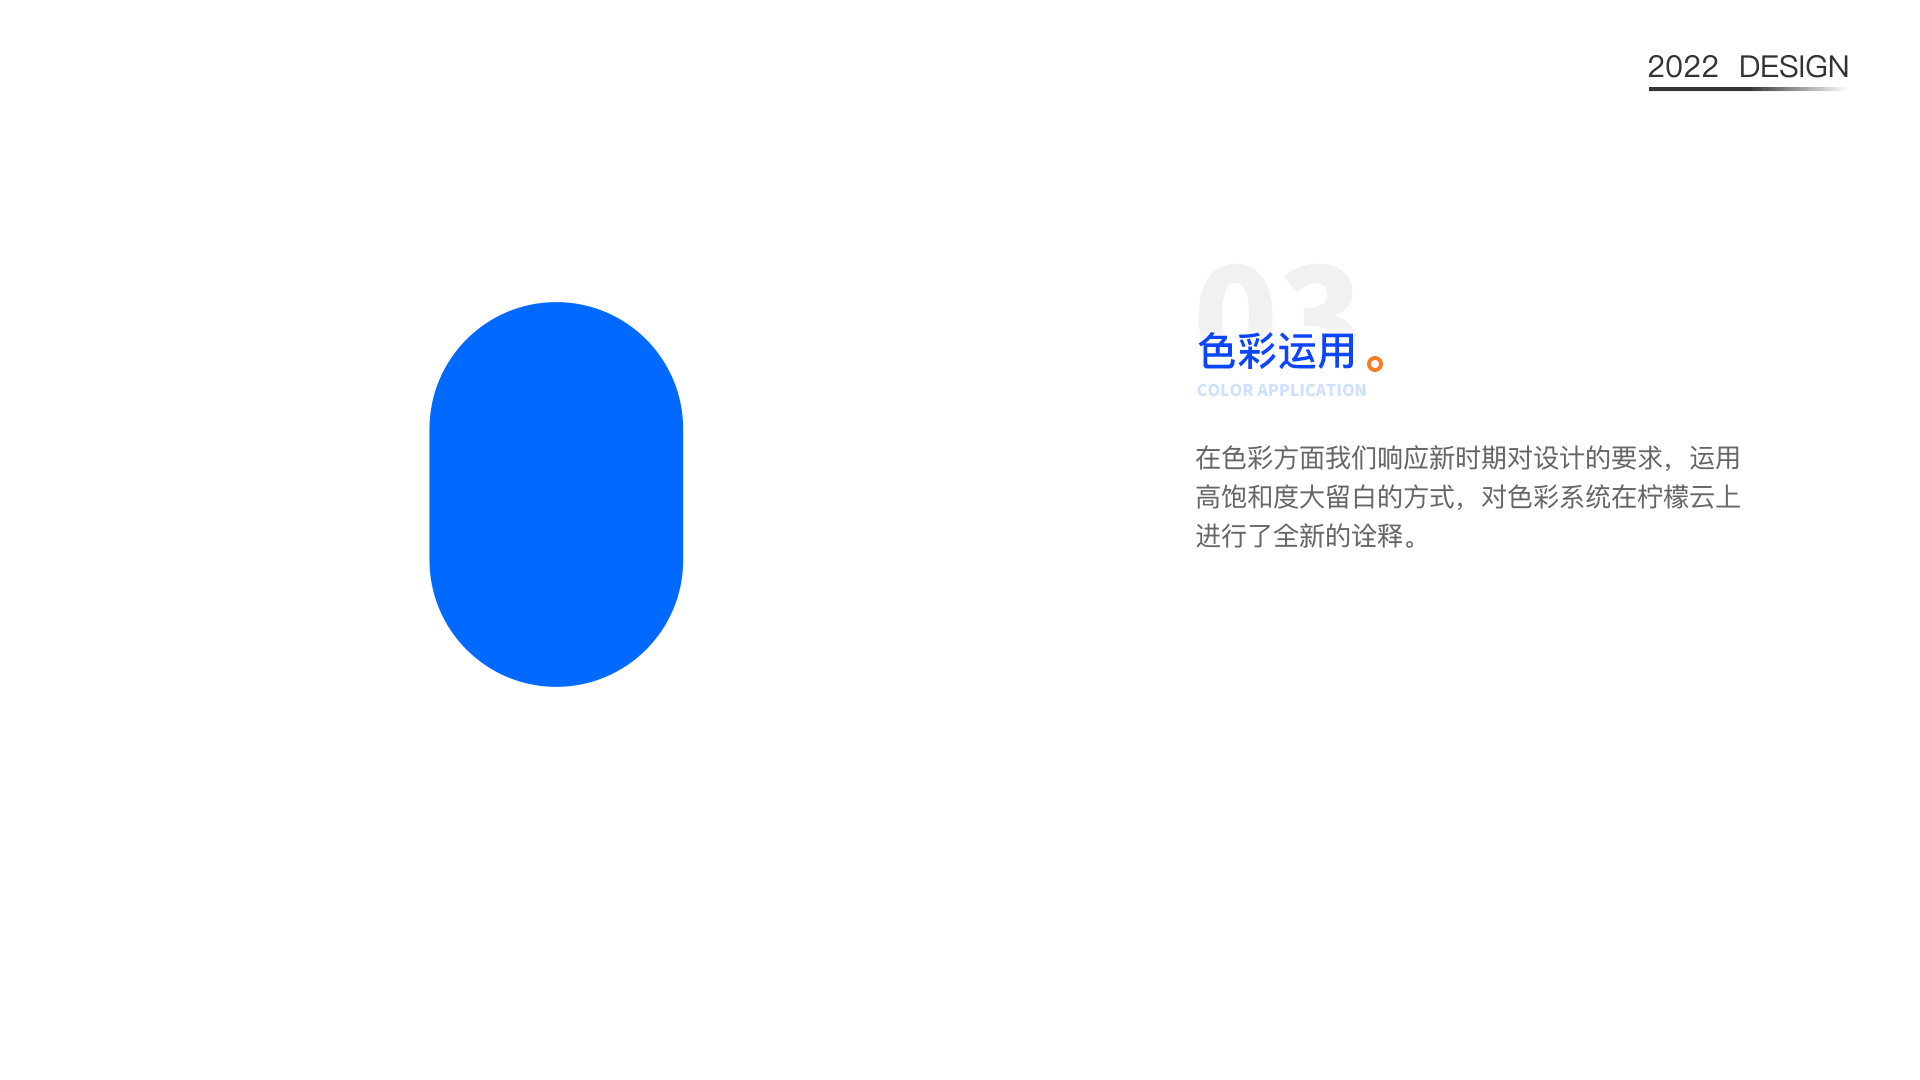 2022 DESIGN
03
色彩运用
COLOR APPLICATION
在色彩方面我们响应新时期对设计的要求，运用
高饱和度大留白的方式，对色彩系统在柠檬云上
进行了全新的诠释。